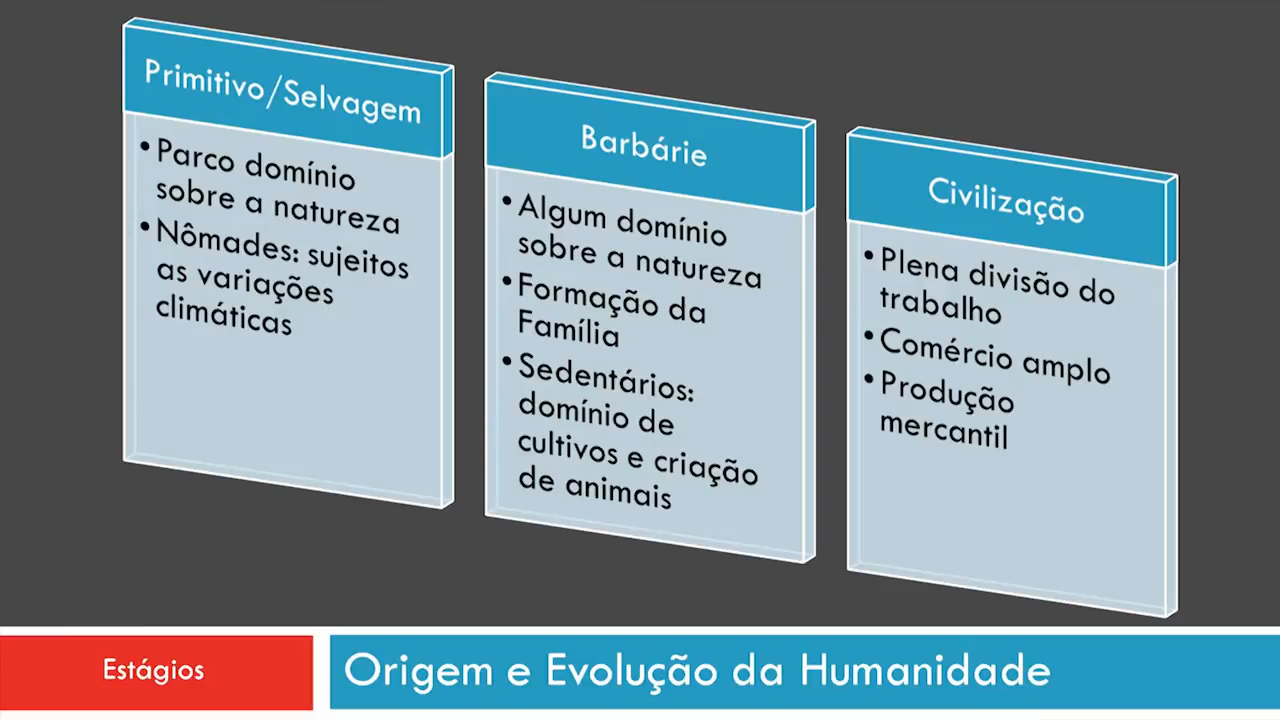 Primitivo/Selvagem
• Parco domínio
sobre a natureza
• Nômades: sujeitos
as variações
climáticas
Barbárie
• Algum domínio
sobre a natureza
• Formação da
Família
• Sedentários:
domínio de
cultivos e criação
de animais
Civilização
• Plena divisão do
trabalho
• Comércio amplo
• Produção
mercantil
Estágios
Origem e Evolução da Humanidade